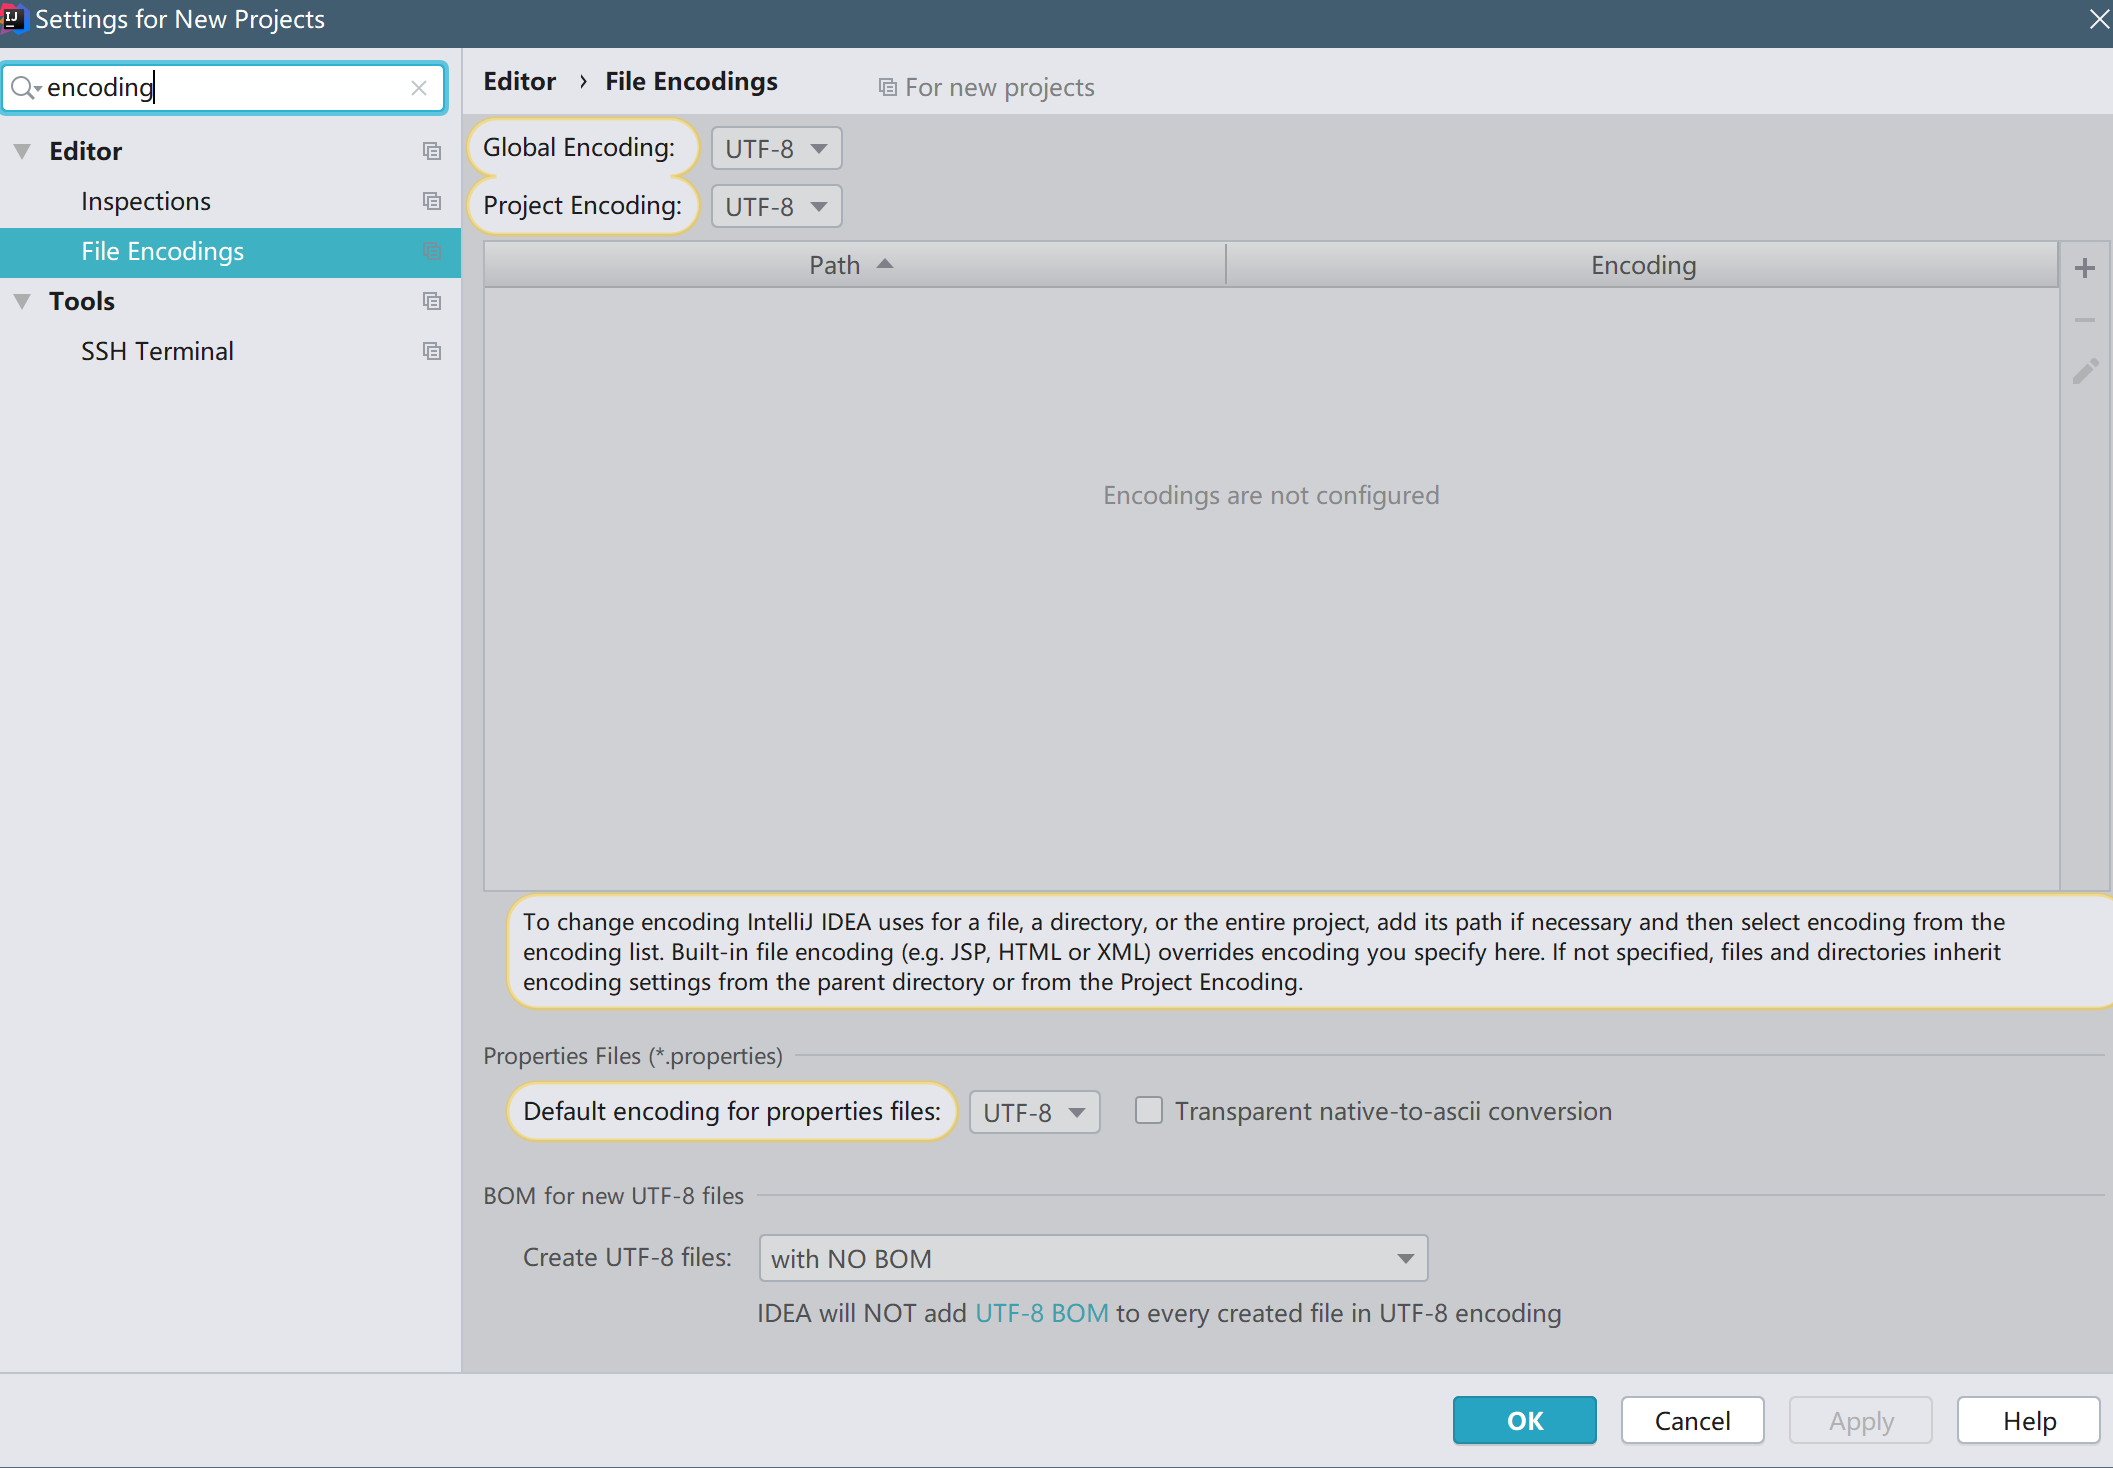 Settings for New Projects
encoding
Editor
Inspections
File Encodings
Tools
SSH Terminal
Editor › File Encodings
For new projects
Global Encoding: UTF-8
Project Encoding: UTF-8
Path Encoding
Encodings are not configured
To change encoding IntelliJ IDEA uses for a file, a directory, or the entire project, add its path if necessary and then select encoding from the
encoding list. Built-in file encoding (e.g. JSP, HTML or XML) overrides encoding you specify here. If not specified, files and directories inherit
encoding settings from the parent directory or from the Project Encoding.
Properties Files (*.properties)
Default encoding for properties files: UTF-8 Transparent native-to-ascii conversion
BOM for new UTF-8 files
Create UTF-8 files: with NO BOM
IDEA will NOT add UTF-8 BOM to every created file in UTF-8 encoding
OK Cancel Apply Help